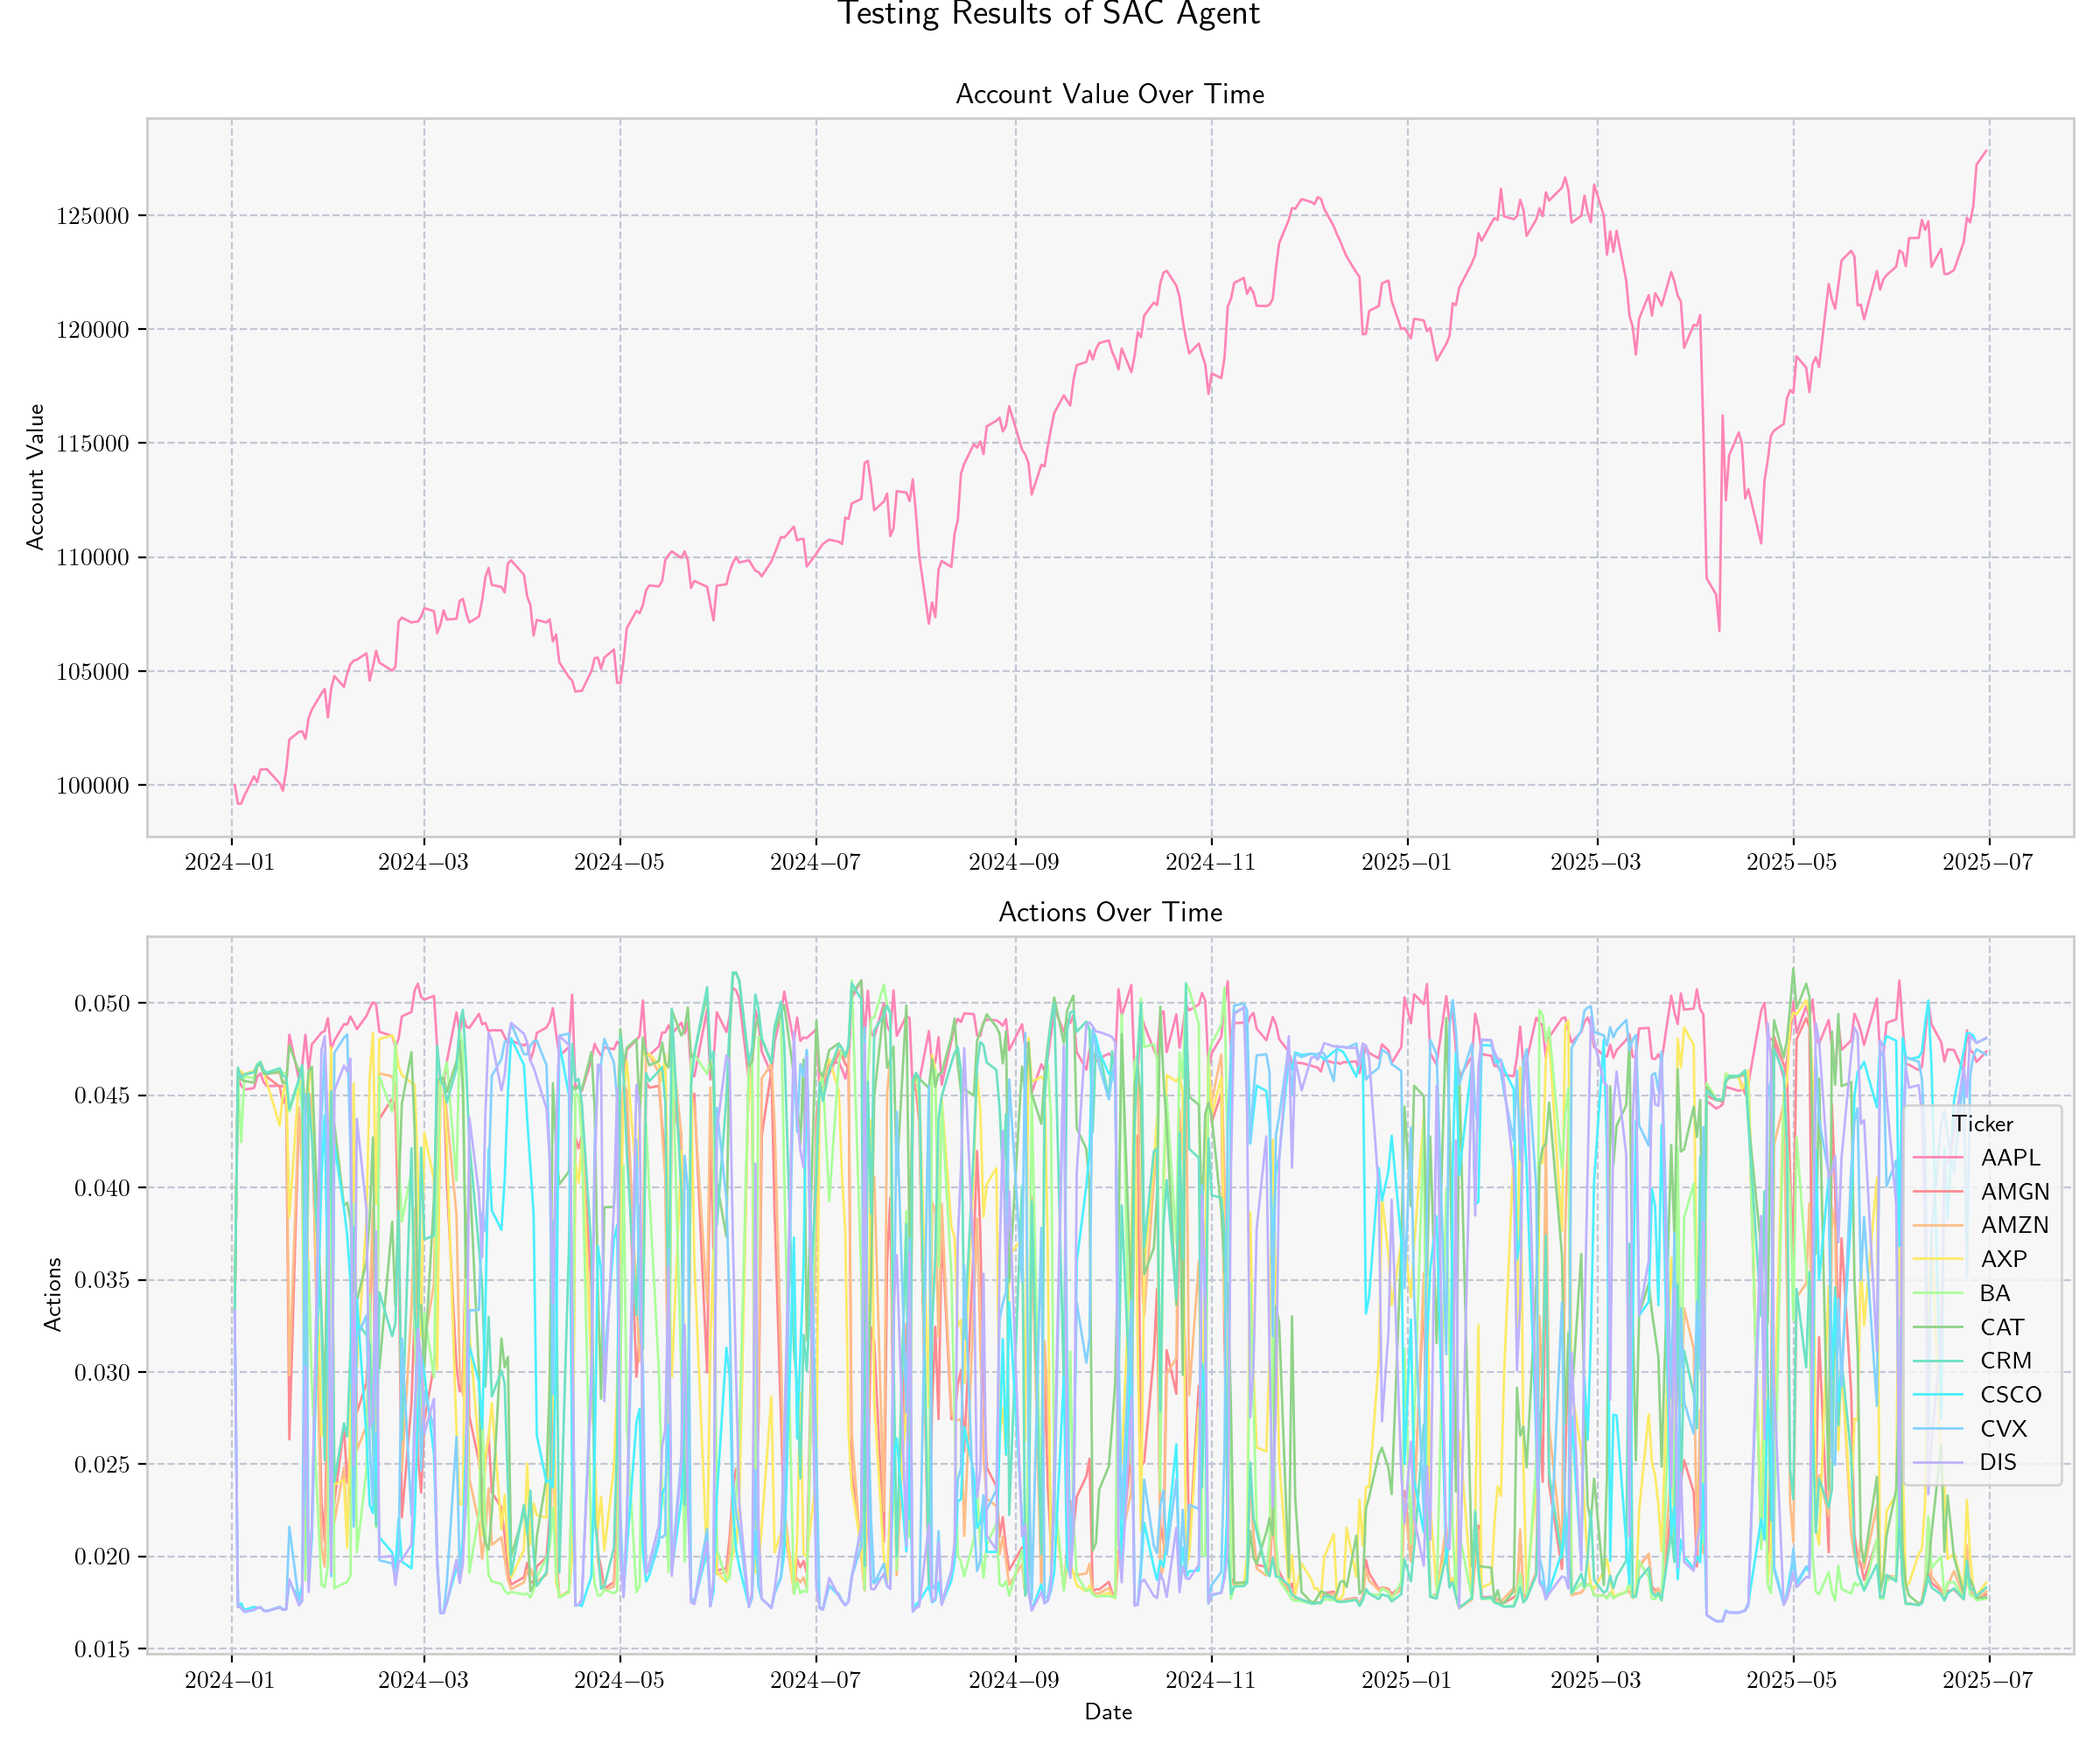 Testing Results of SAC Agent
Account Value Over Time
Account Value
125000
120000
115000
110000
105000
100000
2024−01 2024−03 2024−05 2024−07 2024−09 2024−11 2025−01 2025−03 2025−05 2025−07
Actions Over Time
Actions
0.050
0.045
0.040
0.035
0.030
0.025
0.020
0.015
Ticker
AAPL
AMGN
AMZN
AXP
BA
CAT
CRM
CSCO
CVX
DIS
2024−01 2024−03 2024−05 2024−07 2024−09 2024−11 2025−01 2025−03 2025−05 2025−07
Date